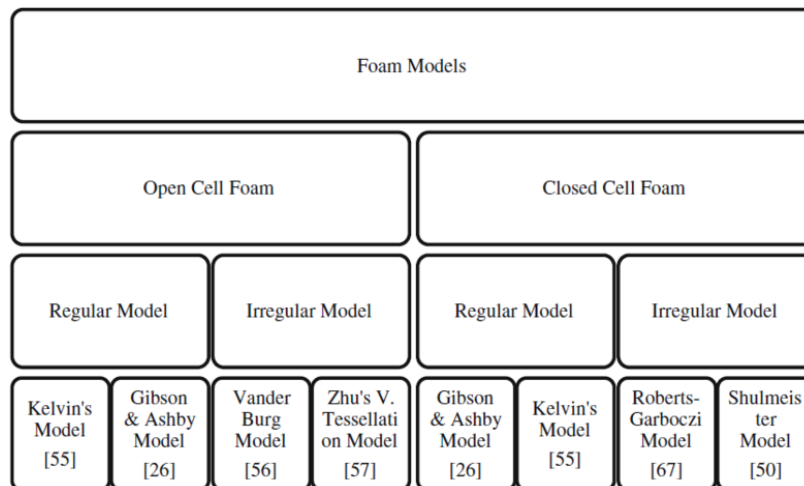 Foam Models
Open Cell Foam
Closed Cell Foam
Regular Model
Irregular Model
Regular Model
Irregular Model
Kelvin's
Model
[55]
Gibson
& Ashby
Model
[26]
Vander
Burg
Model
[56]
Zhu's V.
Tessellati
on Model
[57]
Gibson
& Ashby
Model
[26]
Kelvin's
Model
[55]
Roberts-
Garboczi
Model
[67]
Shulmeis
ter
Model
[50]